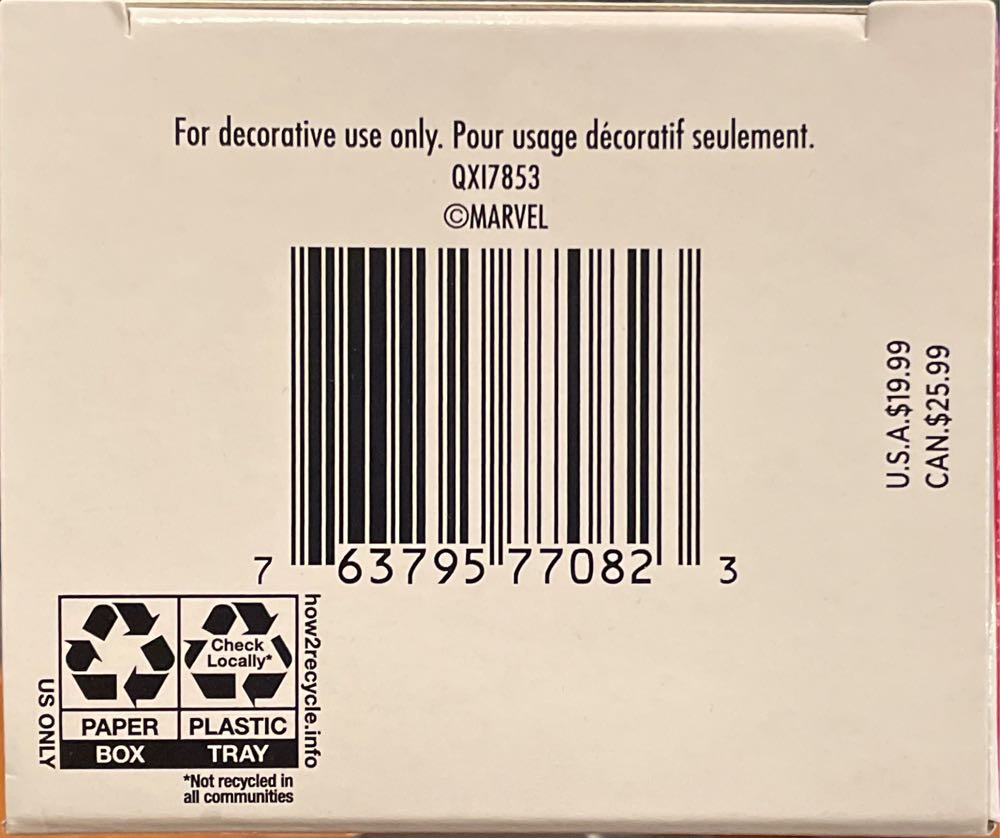 For decorative use only. Pour usage décoratif seulement.
QXI7853
©MARVEL
7 63795 77082 3
U.S.A.$19.99
CAN.$25.99
US ONLY
Check
Locally*
PAPER PLASTIC
BOX TRAY
how2recycle.info
*Not recycled in
all communities